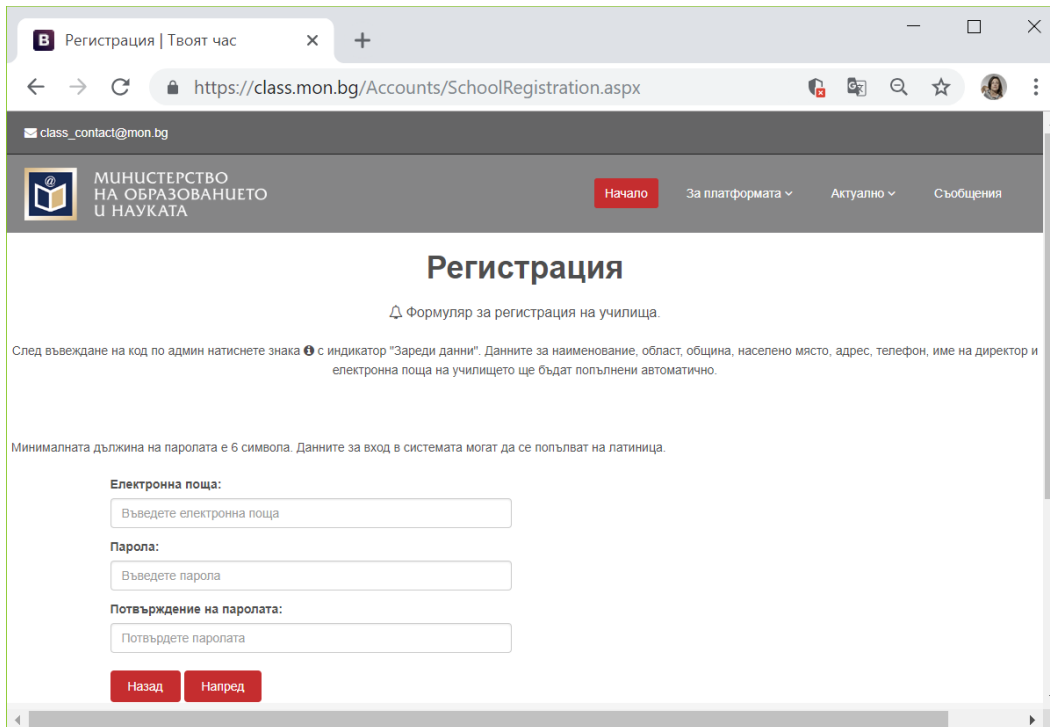 Регистрация | Твоят час
https://class.mon.bg/Accounts/SchoolRegistration.aspx
class_contact@mon.bg
МИНИСТЕРСТВО
НА ОБРАЗОВАНИЕТО
И НАУКАТА
Начало За платформата Актуално Съобщения
Регистрация
Формуляр за регистрация на училища.
След въвеждане на код по админ натиснете знака с индикатор "Зареди данни". Данните за наименование, област, община, населено място, адрес, телефон, име на директор и
електронна поща на училището ще бъдат попълнени автоматично.
Минималната дължина на паролата е 6 символа. Данните за вход в системата могат да се попълват на латиница.
Електронна поща:
Въведете електронна поща
Парола:
Въведете парола
Потвърждение на паролата:
Потвърдете паролата
Назад Напред